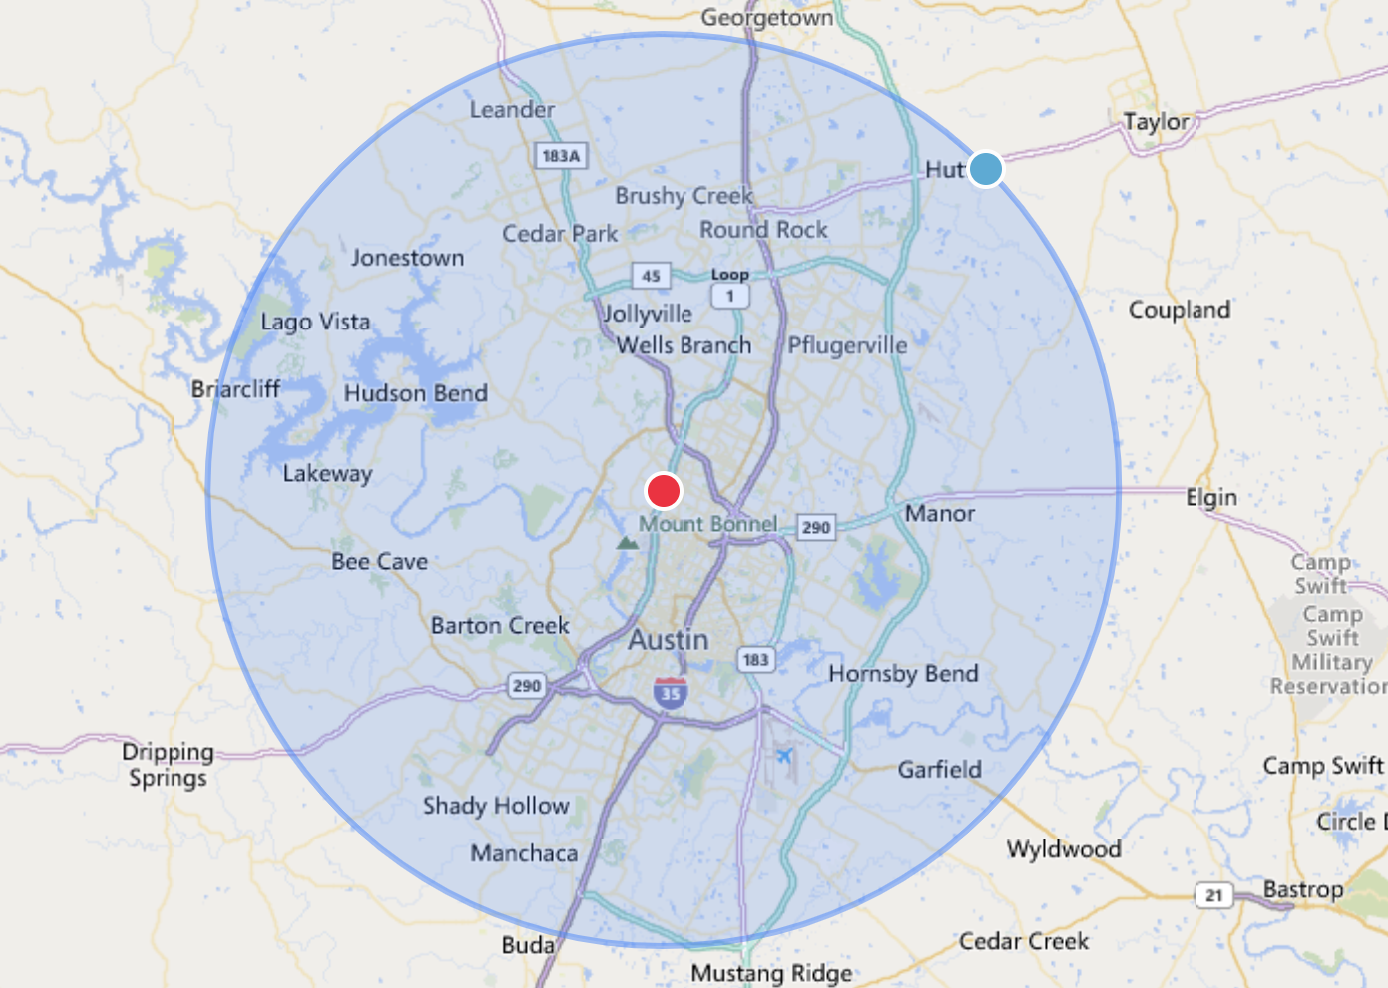 Georgetown
Leander
Taylor
183A
Hut
Brushy Creek
Cedar Park
Round Rock
Jonestown
45
Loop
1
Coupland
Lago Vista
Jollyville
Wells Branch
Pflugerville
Briarcliff
Hudson Bend
Lakeway
Elgin
Manor
Mount Bonnel
290
Bee Cave
Camp
Swift
Camp
Swift
Military
Reservation
Barton Creek
Austin
183
Hornsby Bend
290
35
Dripping
Springs
Garfield
Camp Swift
Shady Hollow
Circle D
Manchaca
Wyldwood
21
Bastrop
Buda
Cedar Creek
Mustang Ridge